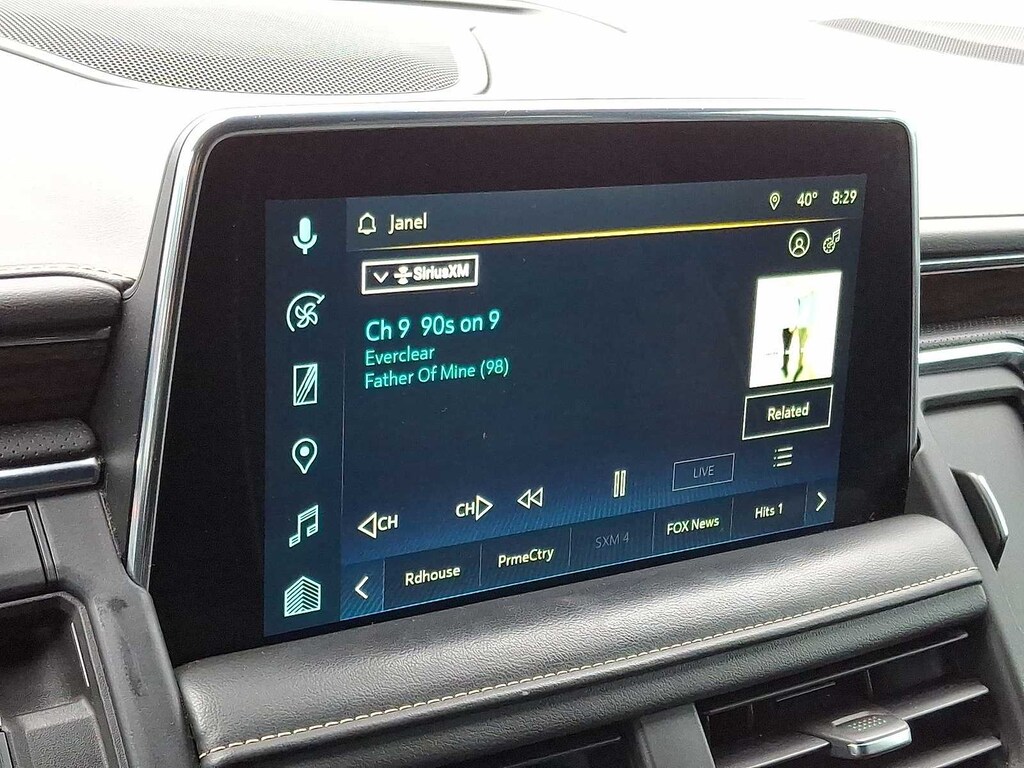 Janel
40° 8:29
SiriusXM
Ch 9 90s on 9
Everclear
Father Of Mine (98)
Related
CH
CH
LIVE
Rdhouse
PrmeCtry
SXM 4
FOX News
Hits 1